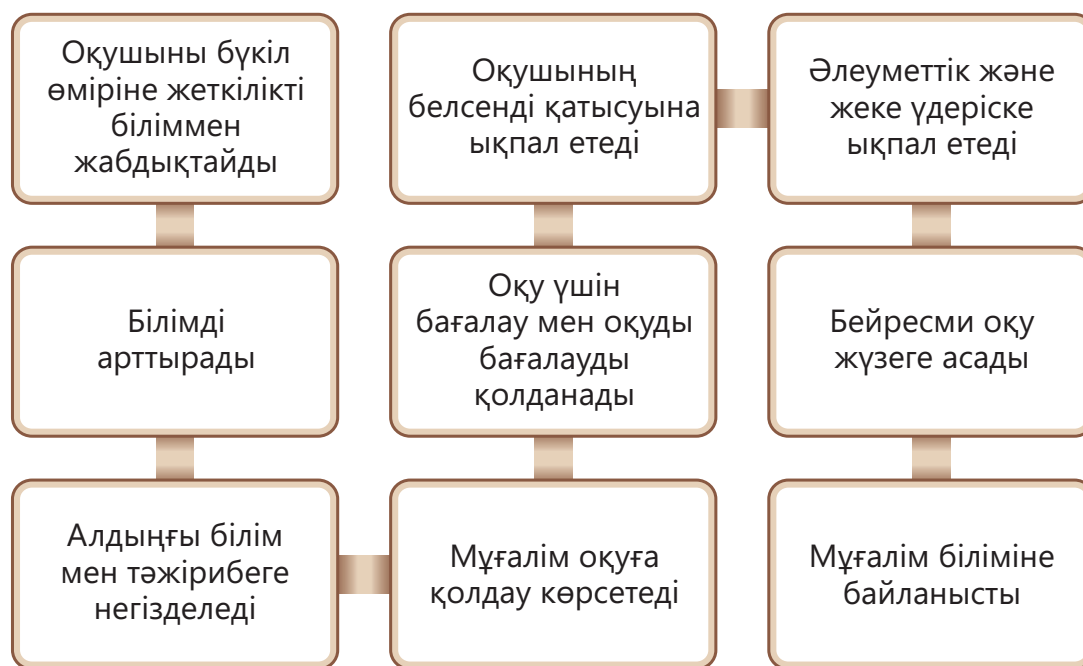 Оқушыны бүкіл
өміріне жеткілікті
біліммен
жабдықтайды
Білімді
арттырады
Алдыңғы білім
мен тәжірибеге
негізделеді
Мұғалім оқуға
қолдау көрсетеді
Оқу үшін
бағалау мен оқуды
бағалауды
қолданады
Оқушының
белсенді қатысуына
ықпал етеді
Әлеуметтік және
жеке үдеріске
ықпал етеді
Бейресми оқу
жүзеге асады
Мұғалім біліміне
байланысты